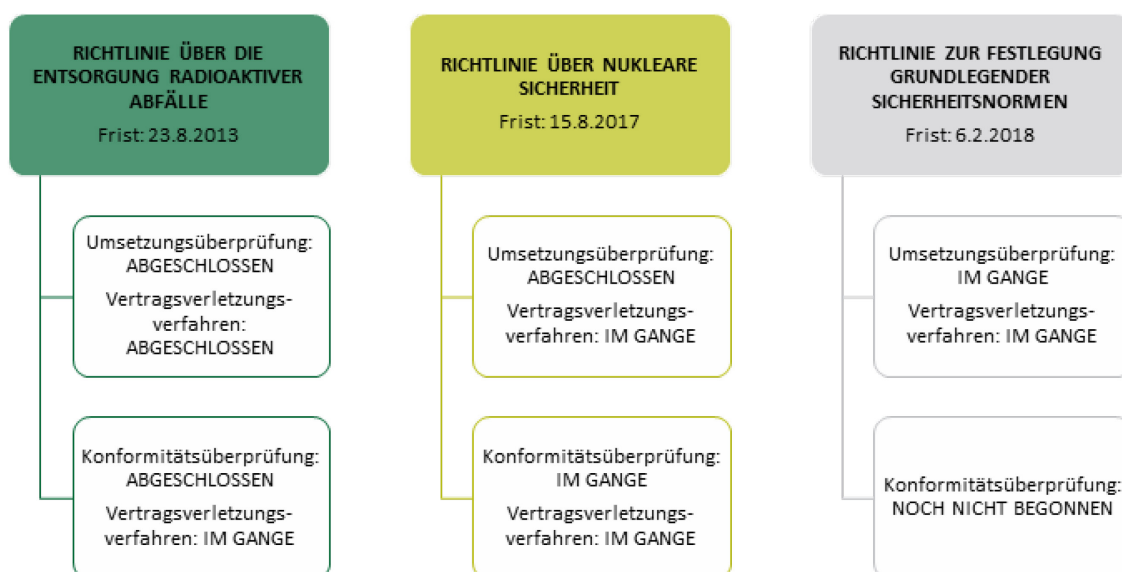 RICHTLINIE ÜBER DIE
ENTSORGUNG RADIOAKTIVER
ABFÄLLE
Frist: 23.8.2013
Umsetzungsüberprüfung:
ABGESCHLOSSEN
Vertragsverletzungs-
verfahren:
ABGESCHLOSSEN
Konformitätsüberprüfung:
ABGESCHLOSSEN
Vertragsverletzungs-
verfahren: IM GANGE
RICHTLINIE ÜBER NUKLEARE
SICHERHEIT
Frist: 15.8.2017
Umsetzungsüberprüfung:
ABGESCHLOSSEN
Vertragsverletzungs-
verfahren: IM GANGE
Konformitätsüberprüfung:
IM GANGE
Vertragsverletzungs-
verfahren: IM GANGE
RICHTLINIE ZUR FESTLEGUNG
GRUNDLEGENDER
SICHERHEITSNORMEN
Frist: 6.2.2018
Umsetzungsüberprüfung:
IM GANGE
Vertragsverletzungs-
verfahren: IM GANGE
Konformitätsüberprüfung:
NOCH NICHT BEGONNEN